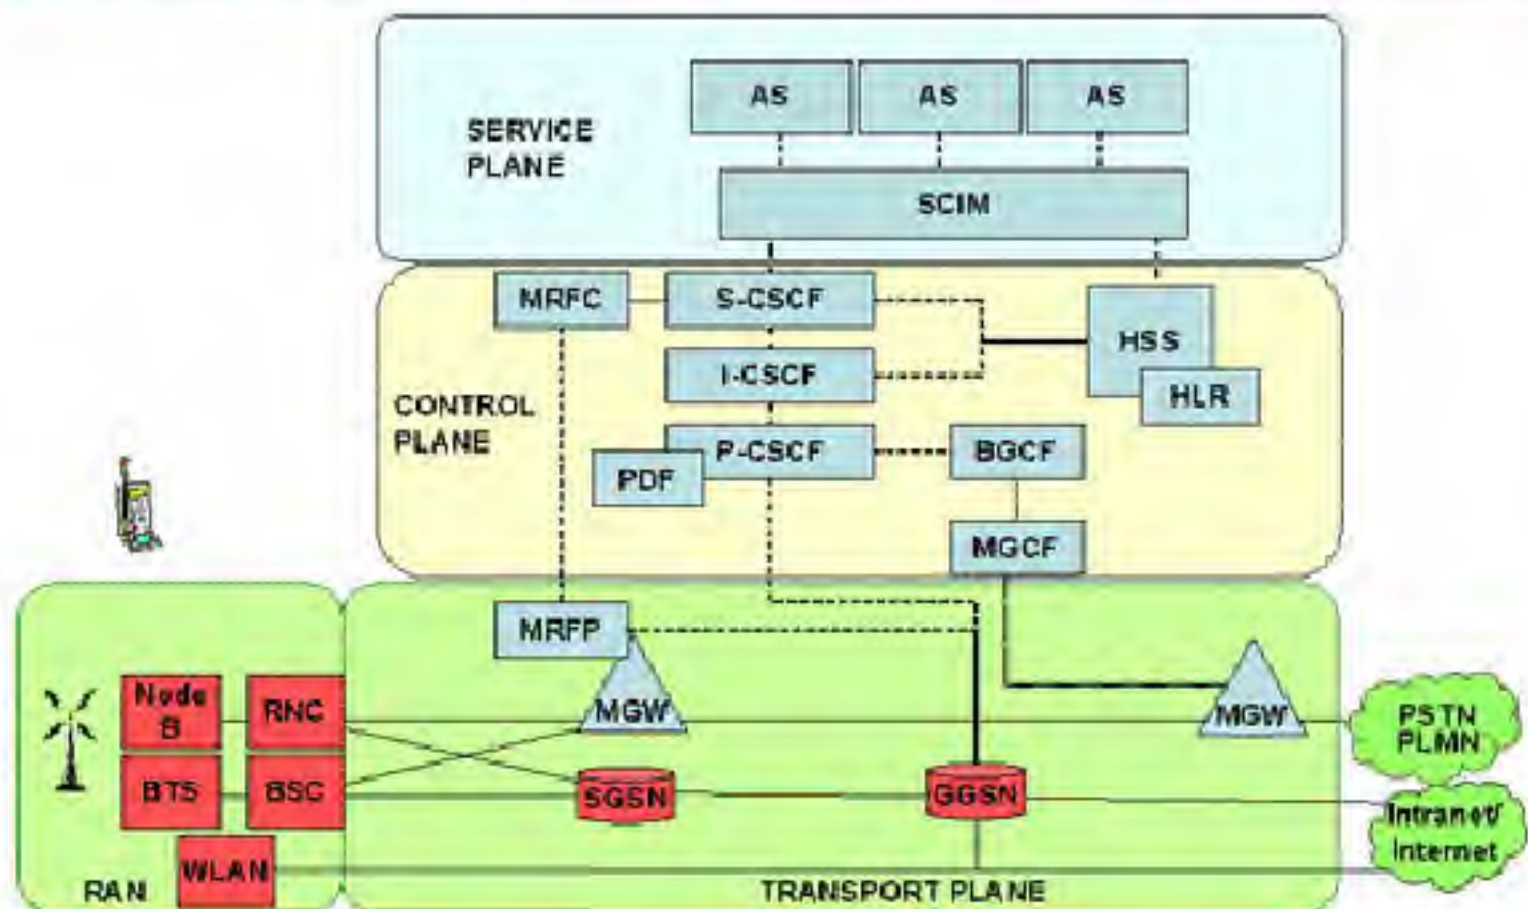 AS
AS
AS
SERVICE
PLANE
SCIM
MRFC
S-CSCF
HSS
I-CSCF
HLR
CONTROL
PLANE
P-CSCF
BGCF
PDF
MGCF
MRFP
Node
B
RNC
MGW
MGW
PSTN
PLMN
BTS
BSC
SGSN
GGSN
Intranet/
Internet
WLAN
RAN
TRANSPORT PLANE